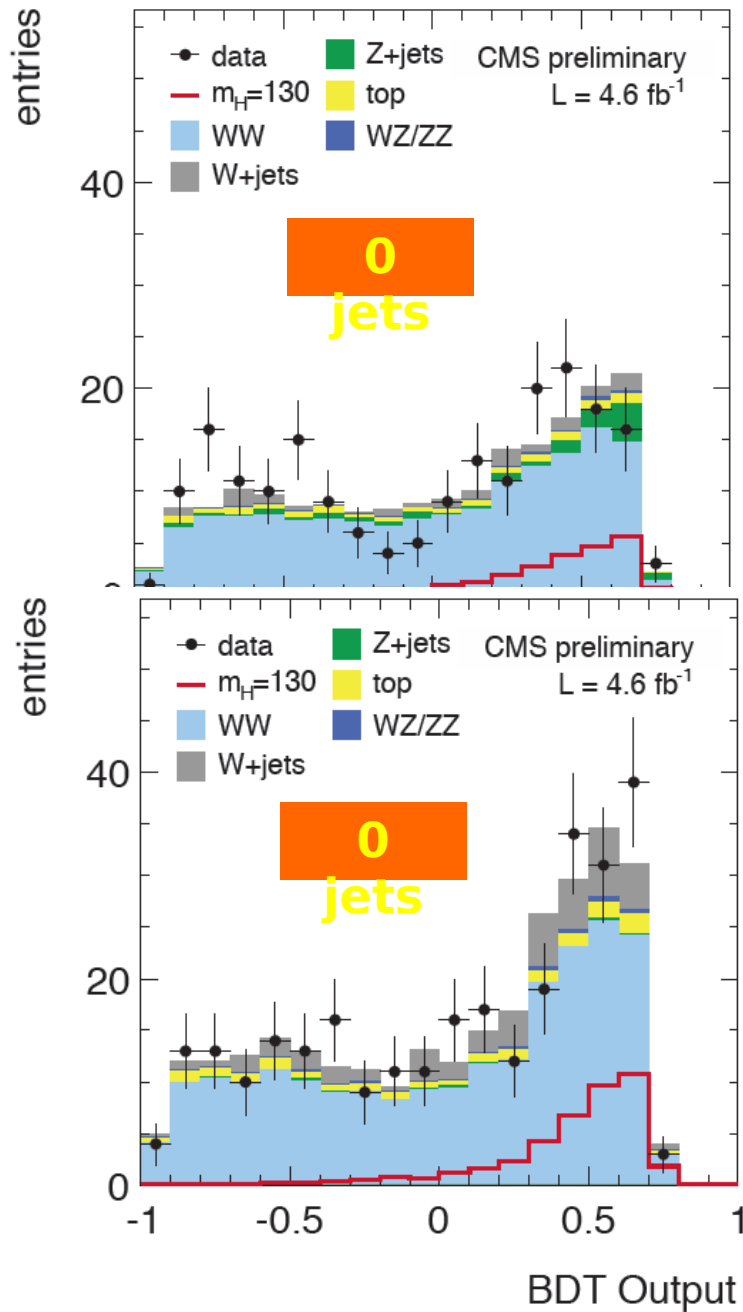 entries
data
Z+jets
CMS preliminary
m_H=130
top
L = 4.6 fb⁻¹
WW
WZ/ZZ
W+jets
40
0
jets
20
entries
data
Z+jets
CMS preliminary
m_H=130
top
L = 4.6 fb⁻¹
WW
WZ/ZZ
W+jets
40
0
jets
20
0
-1 -0.5 0 0.5 1
BDT Output